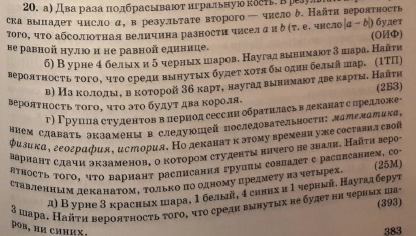 20. а) Два раза подбрасывают игральную кость. В результате
ска выпадет число a, в результате второго — число b. Найти вероятность
того, что абсолютная величина разности чисел a и b (т. е. число |a – b|) будет
не равной нулю и не равной единице. (ОИФ)
б) В урне 4 белых и 5 черных шаров. Наугад вынимают 3 шара. Найти
вероятность того, что среди вынутых будет хотя бы один белый шар. (1ТП)
в) Из колоды, в которой 36 карт, наугад вынимают две карты. Найти
вероятность того, что это будут два короля. (2БЗ)
г) Группа студентов в период сессии обратилась в деканат с предложе-
нием сдавать экзамены в следующей последовательности: математика,
физика, география, история. Но деканат к этому времени уже составил свой
вариант сдачи экзаменов, о котором студенты ничего не знали. Найти веро-
ятность того, что вариант расписания группы совпадет с расписанием, со-
ставленным деканатом, только по одному предмету из четырех. (25М)
д) В урне 3 красных шара, 1 белый, 4 синих и 1 черный. Наугад берут
3 шара. Найти вероятность того, что среди вынутых не будет ни черных ша-
ров, ни синих. (393)
383